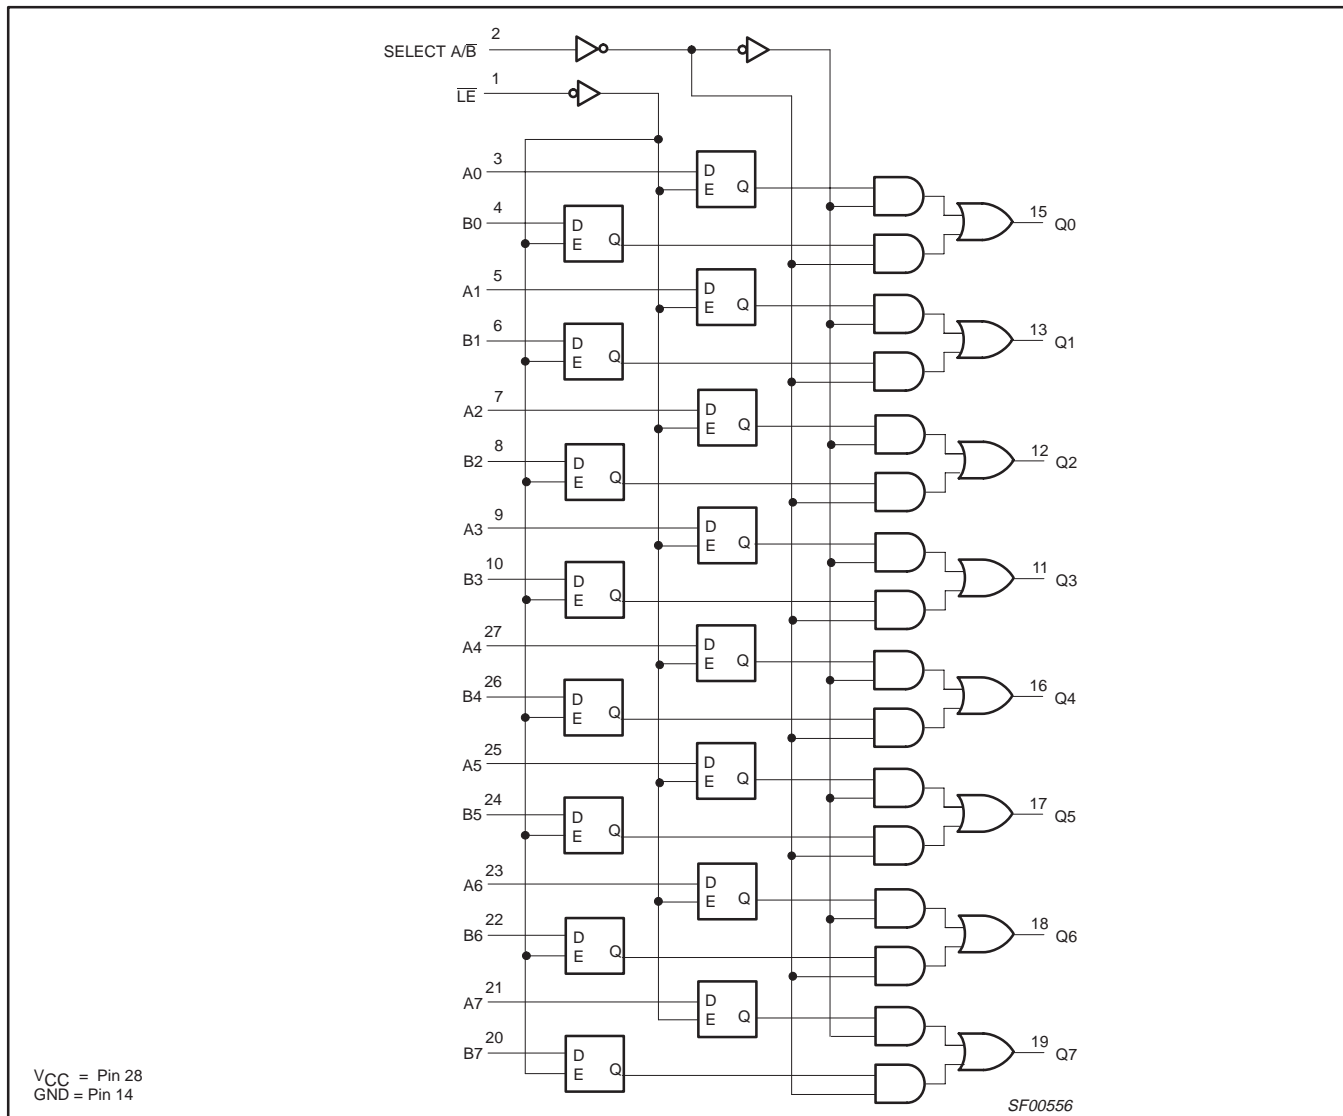 SELECT A/B̅ 2
L̅E̅ 1
A0 3 D E Q
B0 4 D E Q 15 Q0
A1 5 D E Q
B1 6 D E Q 13 Q1
A2 7 D E Q
B2 8 D E Q 12 Q2
A3 9 D E Q
B3 10 D E Q 11 Q3
A4 27 D E Q
B4 26 D E Q 16 Q4
A5 25 D E Q
B5 24 D E Q 17 Q5
A6 23 D E Q
B6 22 D E Q 18 Q6
A7 21 D E Q
B7 20 D E Q 19 Q7
VCC = Pin 28
GND = Pin 14
SF00556